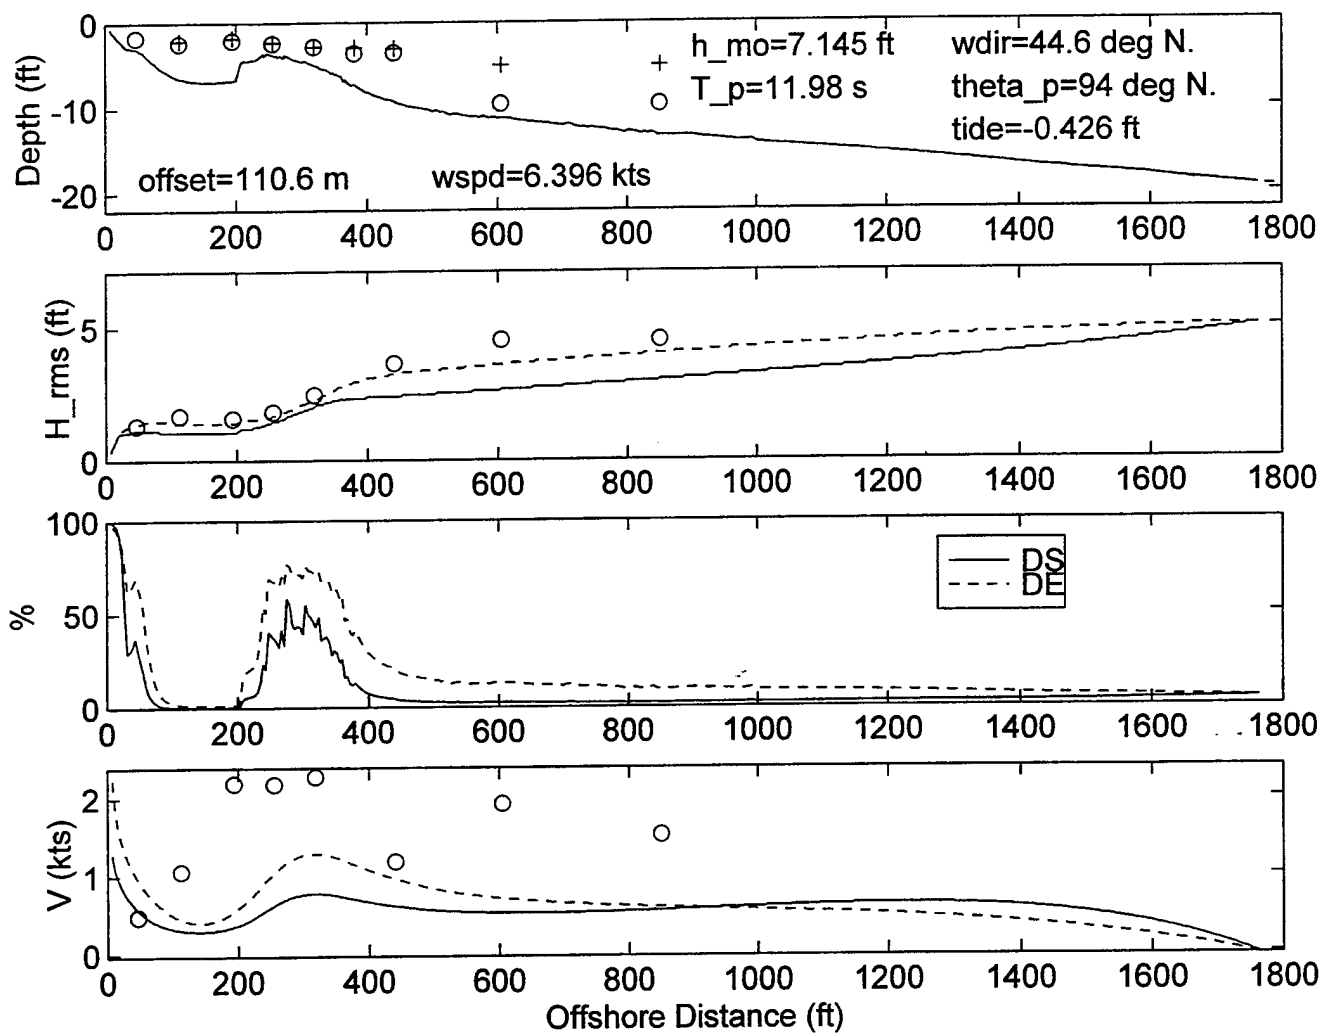 0
-10
-20
Depth (ft)
h_mo=7.145 ft
wdir=44.6 deg N.
T_p=11.98 s
theta_p=94 deg N.
tide=-0.426 ft
offset=110.6 m
wspd=6.396 kts
0 200 400 600 800 1000 1200 1400 1600 1800
5
0
H_rms (ft)
0 200 400 600 800 1000 1200 1400 1600 1800
100
50
0
%
DS
DE
0 200 400 600 800 1000 1200 1400 1600 1800
2
1
0
V (kts)
0 200 400 600 800 1000 1200 1400 1600 1800
Offshore Distance (ft)